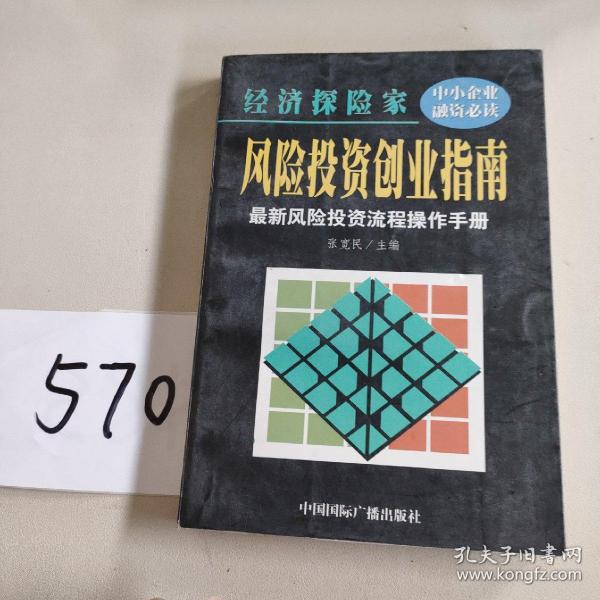 经济探险家
中小企业
融资必读
风险投资创业指南
最新风险投资流程操作手册
张宽民／主编
中国国际广播出版社
570
孔夫子旧书网
www.kongfz.com